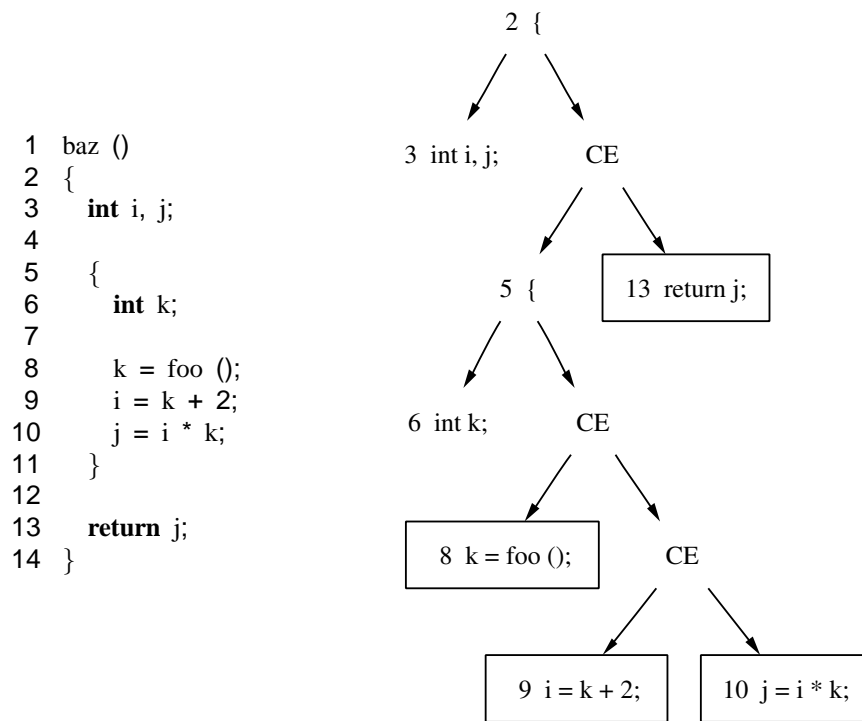 1 baz ()
2 {
3 int i, j;
4
5 {
6 int k;
7
8 k = foo ();
9 i = k + 2;
10 j = i * k;
11 }
12
13 return j;
14 }
2 {
3 int i, j;
CE
5 {
13 return j;
6 int k;
CE
8 k = foo ();
CE
9 i = k + 2;
10 j = i * k;